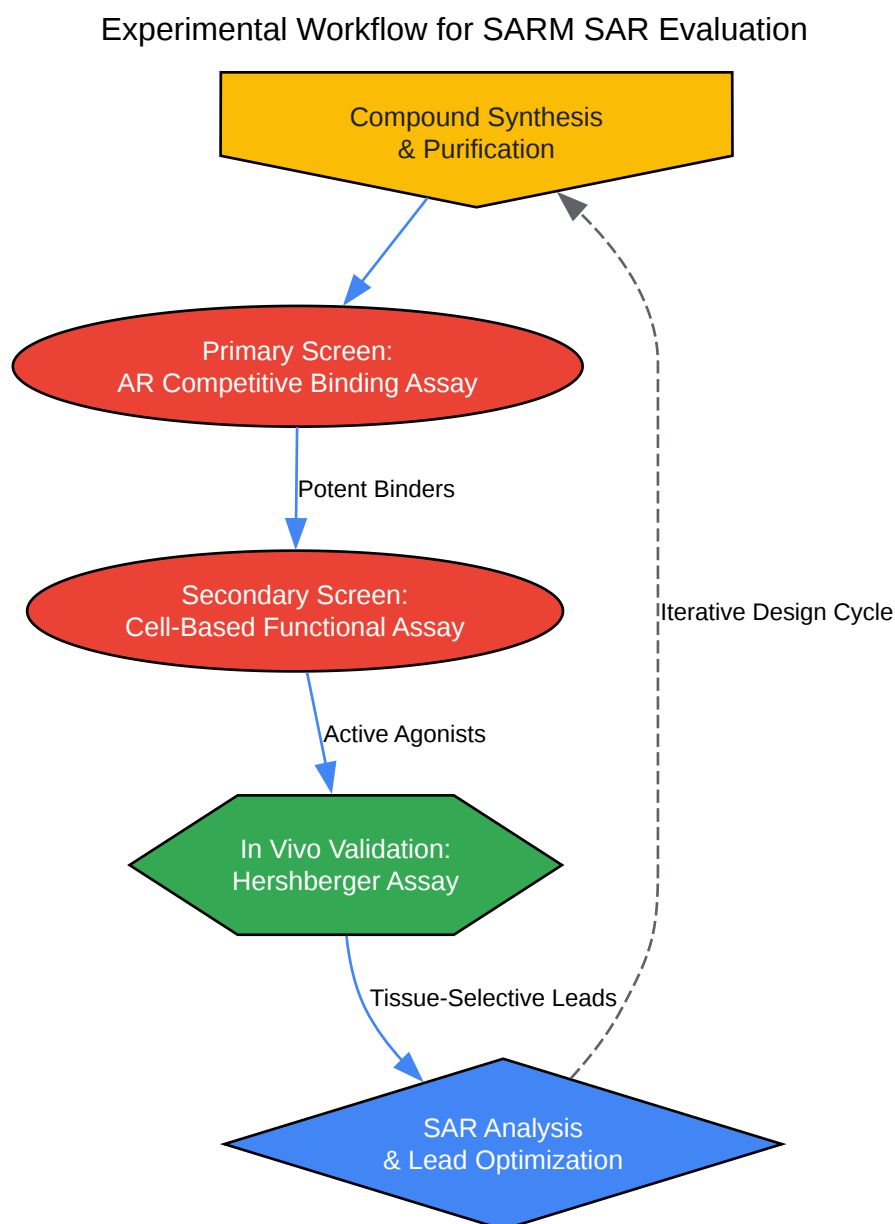 Experimental Workflow for SARM SAR Evaluation
Compound Synthesis
& Purification
Primary Screen:
AR Competitive Binding Assay
Potent Binders
Secondary Screen:
Cell-Based Functional Assay
Iterative Design Cycle
Active Agonists
In Vivo Validation:
Hershberger Assay
Tissue-Selective Leads
SAR Analysis
& Lead Optimization